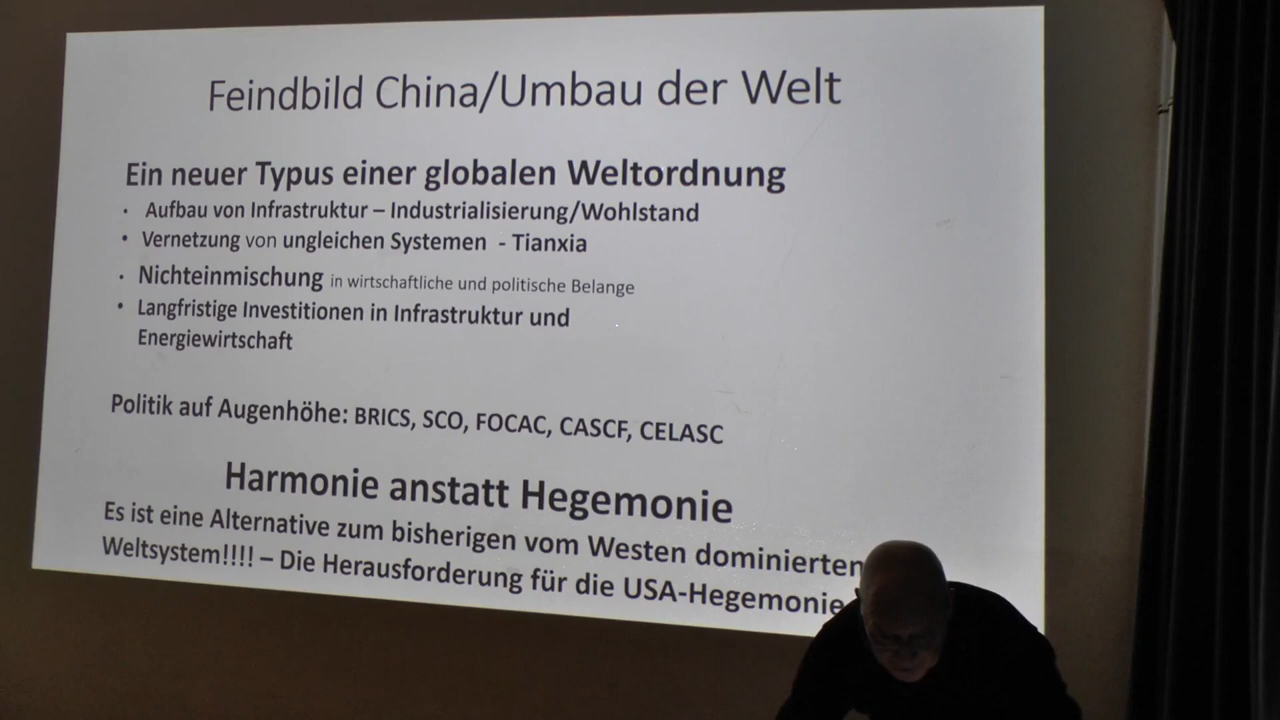 Feindbild China/Umbau der Welt
Ein neuer Typus einer globalen Weltordnung
• Aufbau von Infrastruktur – Industrialisierung/Wohlstand
• Vernetzung von ungleichen Systemen - Tianxia
• Nichteinmischung in wirtschaftliche und politische Belange
• Langfristige Investitionen in Infrastruktur und
Energiewirtschaft
Politik auf Augenhöhe: BRICS, SCO, FOCAC, CASCF, CELASC
Harmonie anstatt Hegemonie
Es ist eine Alternative zum bisherigen vom Westen dominierten
Weltsystem!!!! – Die Herausforderung für die USA-Hegemonie